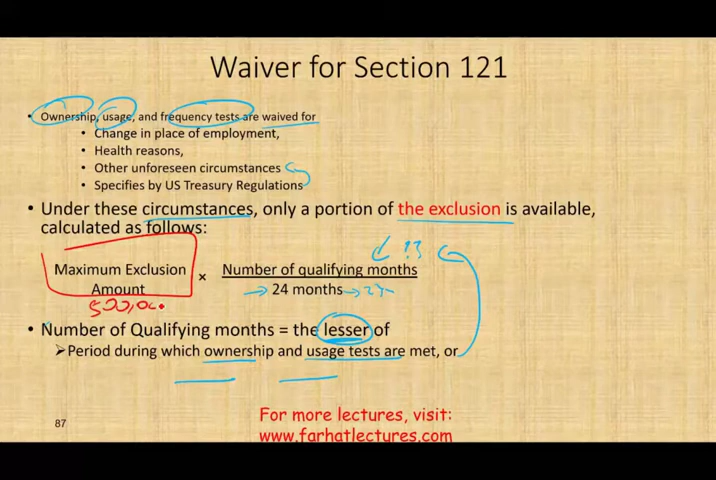 Waiver for Section 121
• Ownership, usage, and frequency tests are waived for
• Change in place of employment,
• Health reasons,
• Other unforeseen circumstances
• Specifies by US Treasury Regulations
• Under these circumstances, only a portion of the exclusion is available,
calculated as follows:
Maximum Exclusion
Amount
×
Number of qualifying months
24 months
500,000
• Number of Qualifying months = the lesser of
➤Period during which ownership and usage tests are met, or
87
For more lectures, visit:
www.farhatlectures.com